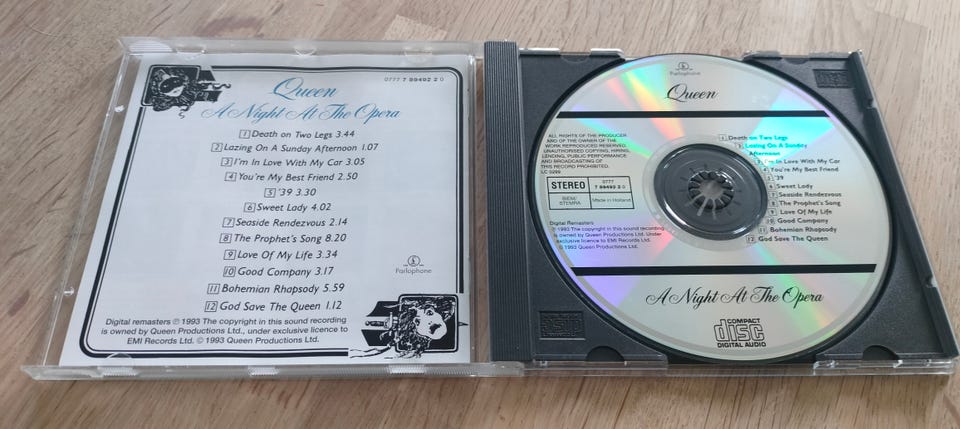 Queen
0777 7 89492 2 0
A Night At The Opera
1 Death on Two Legs 3.44
2 Lazing On A Sunday Afternoon 1.07
3 I'm In Love With My Car 3.05
4 You're My Best Friend 2.50
5 '39 3.30
6 Sweet Lady 4.02
7 Seaside Rendezvous 2.14
8 The Prophet's Song 8.20
9 Love Of My Life 3.34
10 Good Company 3.17
11 Bohemian Rhapsody 5.59
12 God Save The Queen 1.12
Parlophone
Digital remasters ℗ 1993 The copyright in this sound recording
is owned by Queen Productions Ltd., under exclusive licence to
EMI Records Ltd. © 1993 Queen Productions Ltd.
Parlophone
Queen
ALL RIGHTS OF THE PRODUCER
AND OF THE OWNER OF THE
WORK REPRODUCED RESERVED.
UNAUTHORISED COPYING, HIRING,
LENDING, PUBLIC PERFORMANCE
AND BROADCASTING OF
THIS RECORD PROHIBITED.
LC 0299
STEREO
0777
7 89492 2 0
BIEM/
STEMRA
Made in Holland
Digital Remasters
℗ 1993 The copyright in this sound recording
is owned by Queen Productions Ltd. Under
exclusive licence to EMI Records Ltd.
© 1993 Queen Productions Ltd.
1 Death on Two Legs
2 Lazing On a Sunday
Afternoon
3 I'm In Love With My Car
4 You're My Best Friend
5 '39
6 Sweet Lady
7 Seaside Rendezvous
8 The Prophet's Song
9 Love Of My Life
10 Good Company
11 Bohemian Rhapsody
12 God Save The Queen
A Night At The Opera
COMPACT
disc
DIGITAL AUDIO